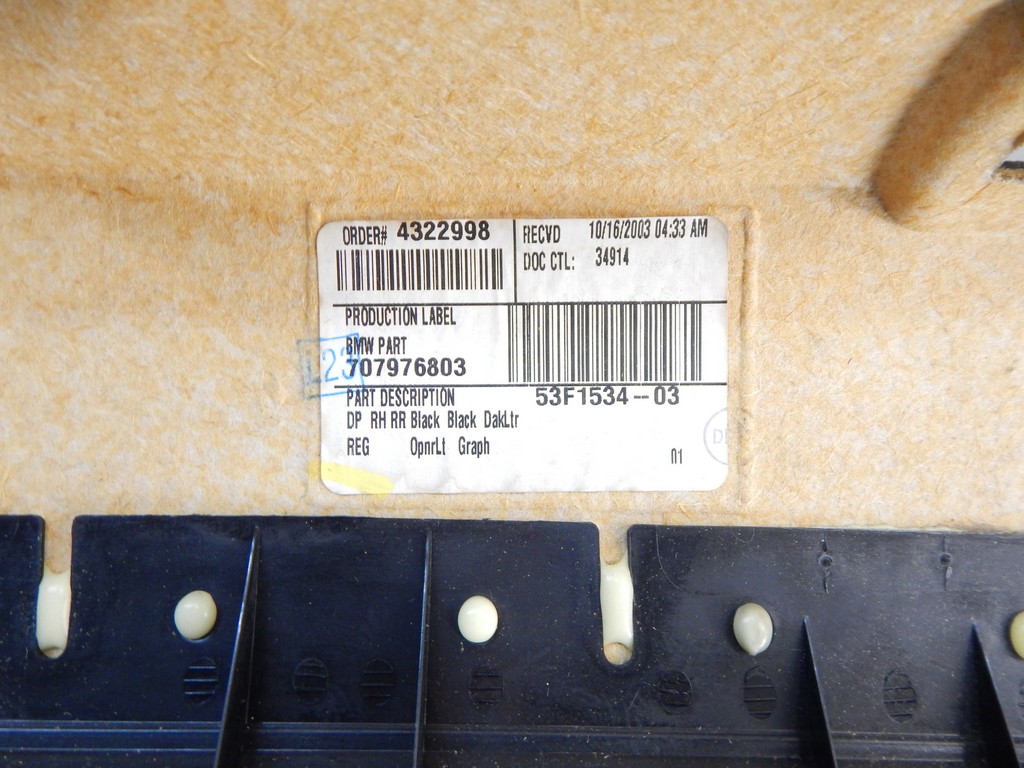 ORDER# 4322998
RECVD 10/16/2003 04:33 AM
DOC CTL: 34914
PRODUCTION LABEL
BMW PART
707976803
L23
PART DESCRIPTION
53F1534--03
DP RH RR Black Black DakLtr
REG OpnrLt Graph
01